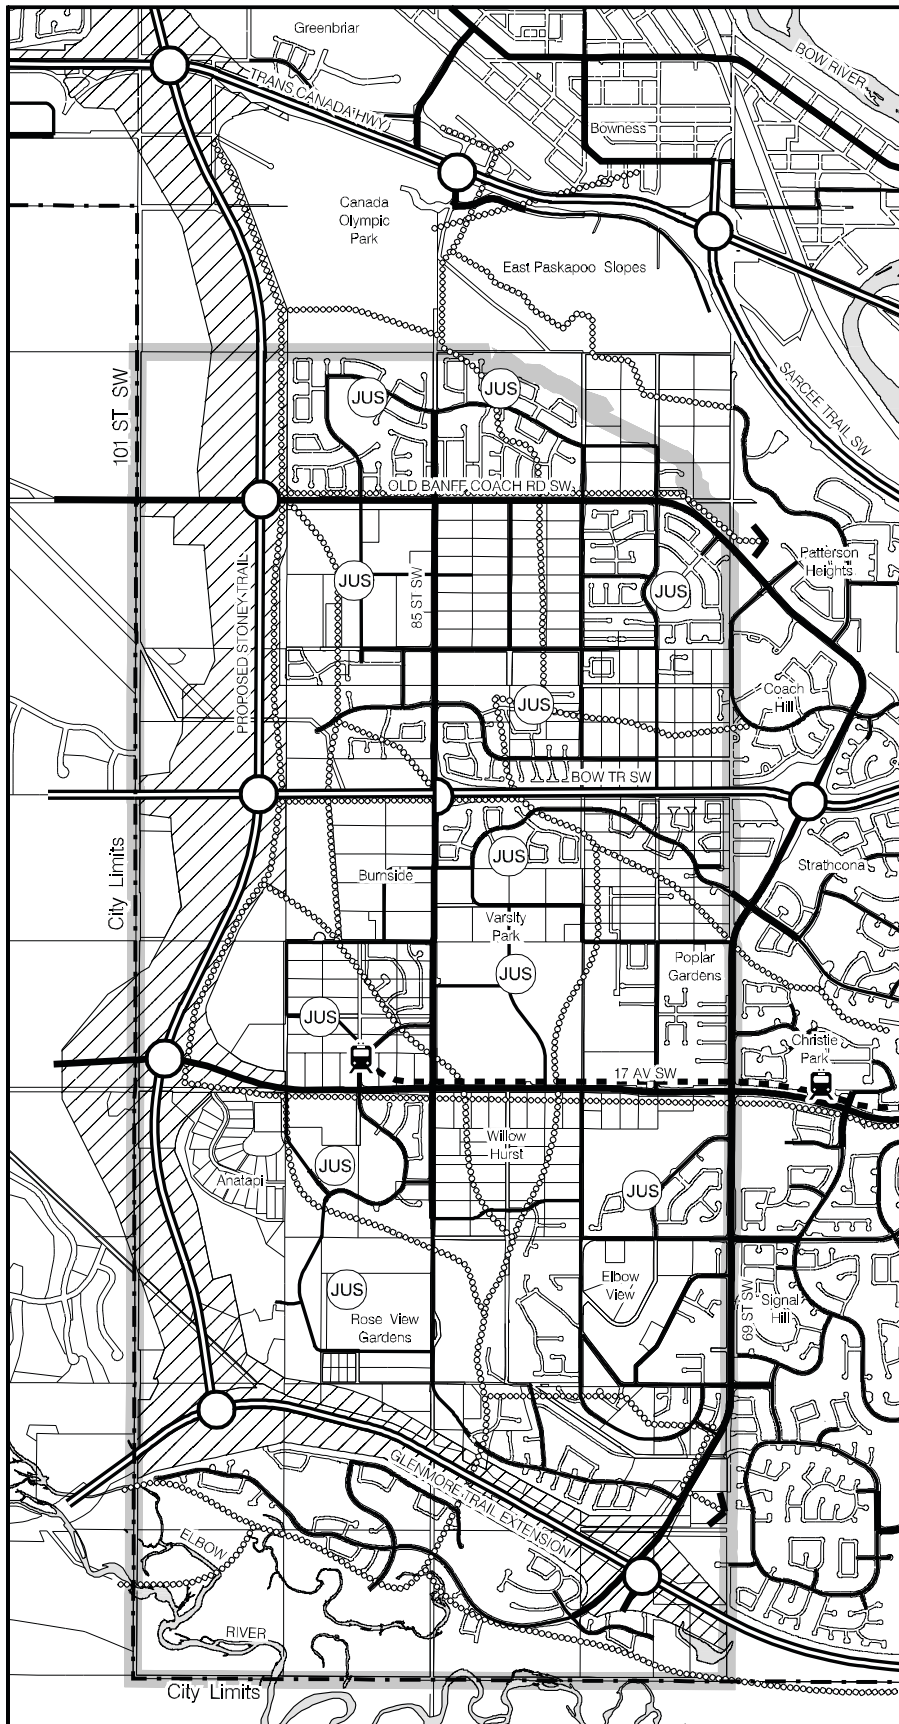 Greenbriar
BOW RIVER
TRANS CANADA HWY
Bowness
Canada
Olympic
Park
East Paskapoo Slopes
SARCEE TRAIL SW
101 ST SW
JUS
JUS
OLD BANFF COACH RD SW
Patterson
Heights
JUS
85 ST SW
JUS
PROPOSED STONEY TRAIL
Coach
Hill
JUS
BOW TR SW
City Limits
JUS
Burnside
Strathcona
Varsity
Park
Poplar
Gardens
JUS
JUS
Christie
Park
17 AV SW
Willow
Hurst
JUS
Anatapi
JUS
Elbow
View
69 ST SW
Signal
Hill
JUS
Rose View
Gardens
GLENMORE TRAIL EXTENSION
ELBOW
RIVER
City Limits